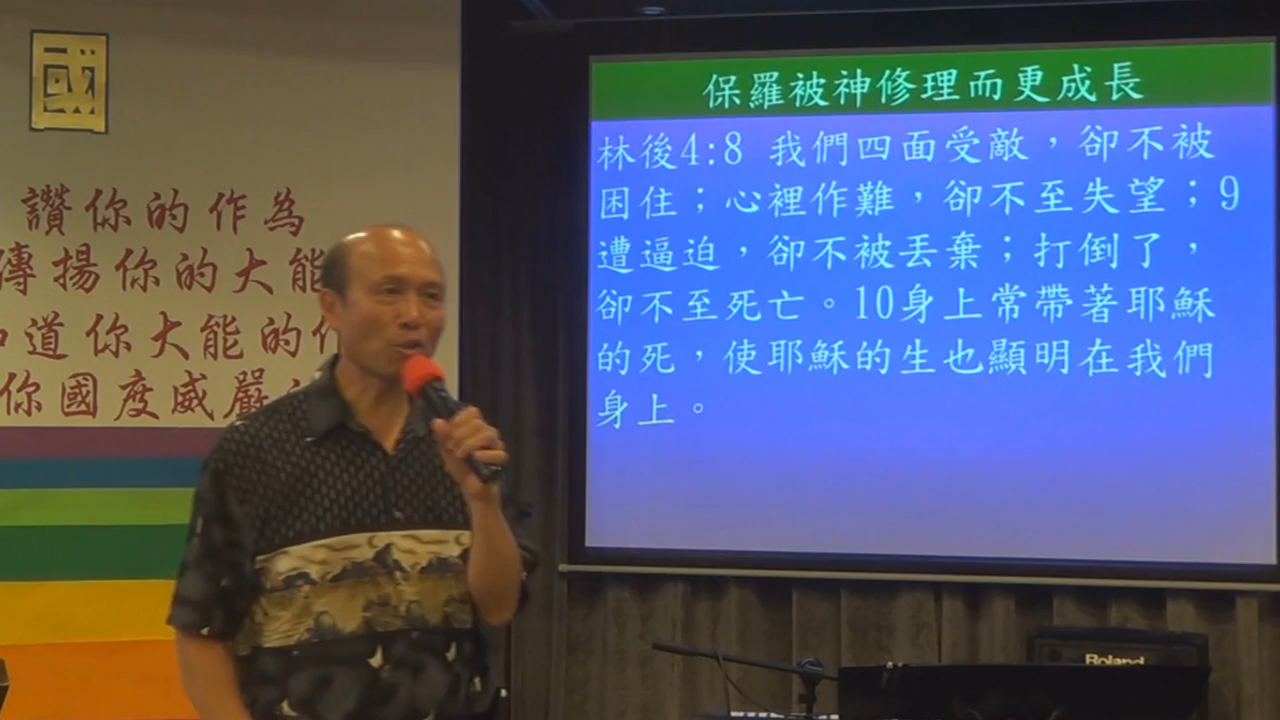 國
讚你的作為
傳揚你的大能
道你大能的作
你國度威嚴
保羅被神修理而更成長
林後4:8 我們四面受敵，卻不被
困住；心裡作難，卻不至失望；9
遭逼迫，卻不被丟棄；打倒了，
卻不至死亡。10身上常帶著耶穌
的死，使耶穌的生也顯明在我們
身上。
Roland